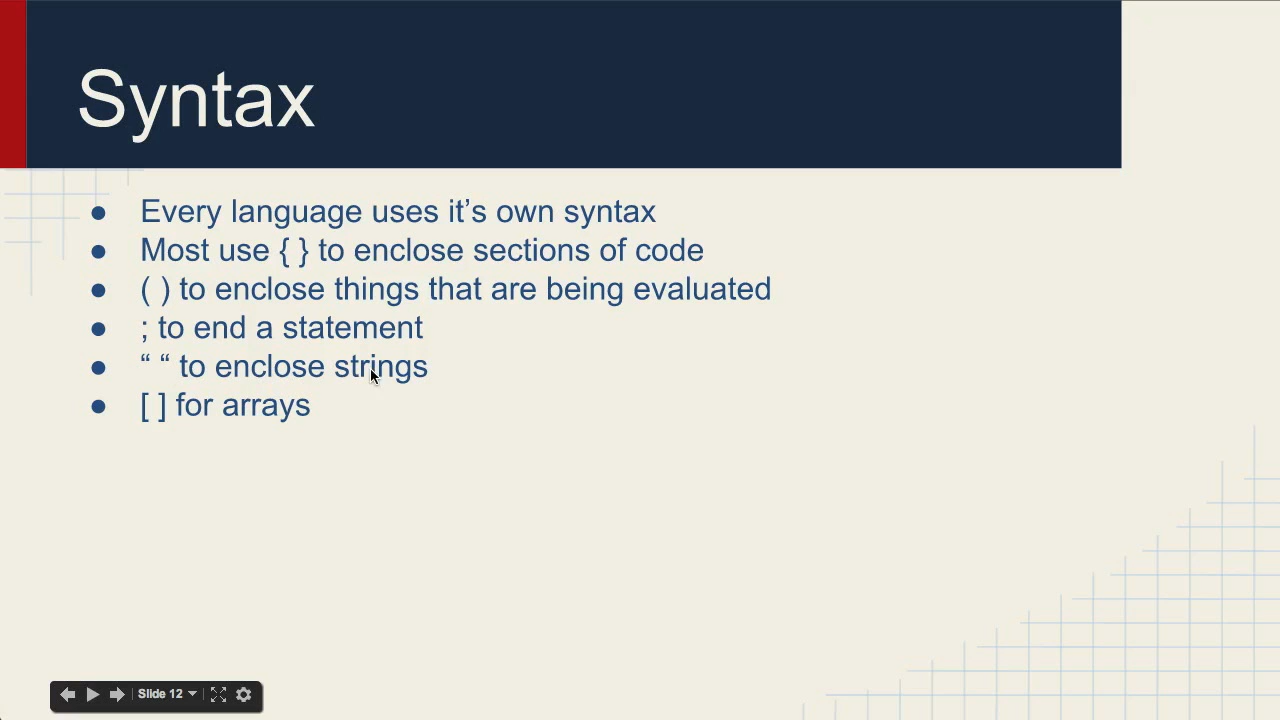 Syntax
● Every language uses it’s own syntax
● Most use { } to enclose sections of code
● ( ) to enclose things that are being evaluated
● ; to end a statement
● “ “ to enclose strings
● [ ] for arrays
Slide 12